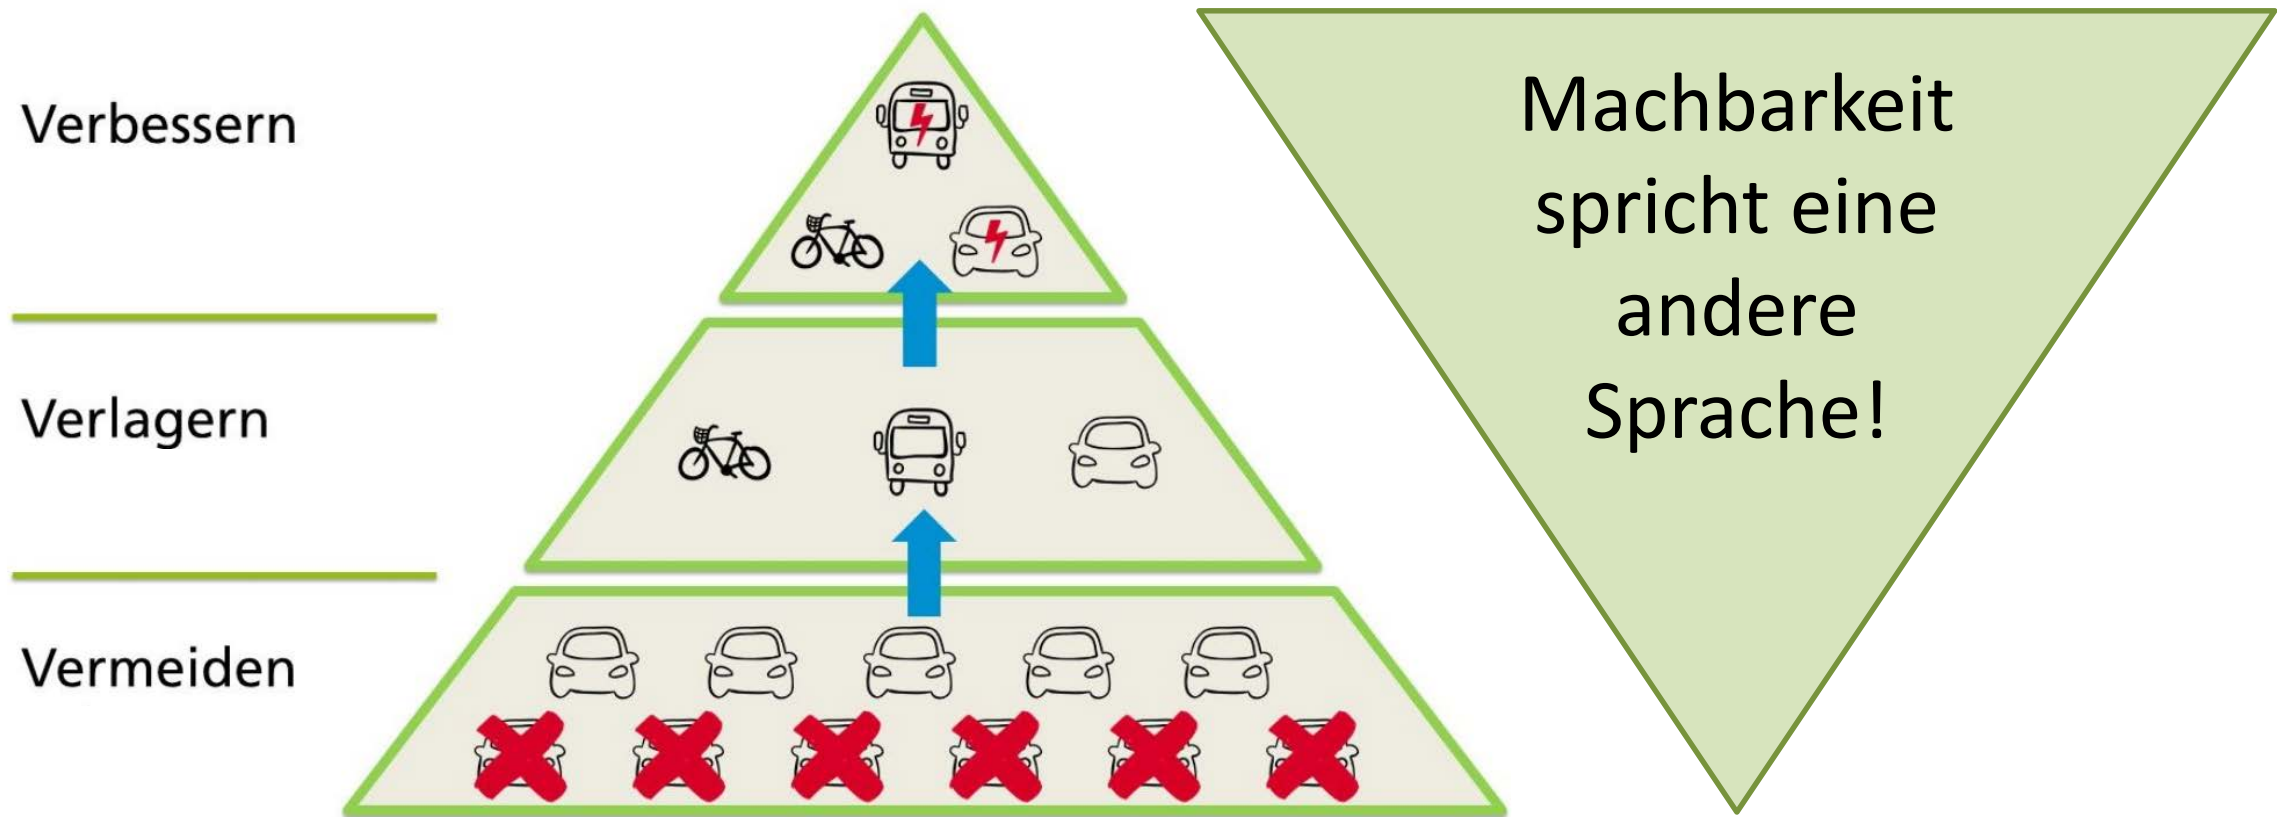 Verbessern
Verlagern
Vermeiden
Machbarkeit
spricht eine
andere
Sprache!